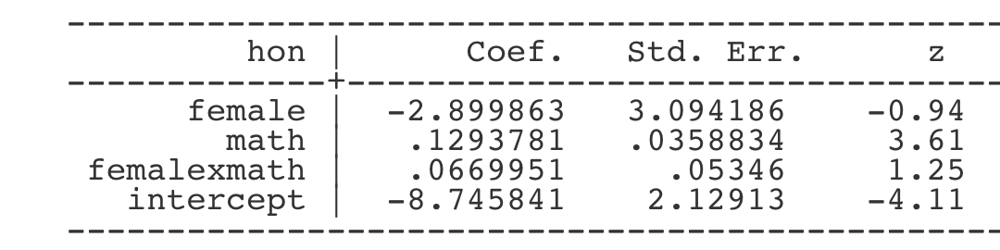 hon | Coef. Std. Err. z
female | -2.899863 3.094186 -0.94
math | .1293781 .0358834 3.61
femalexmath | .0669951 .05346 1.25
intercept | -8.745841 2.12913 -4.11